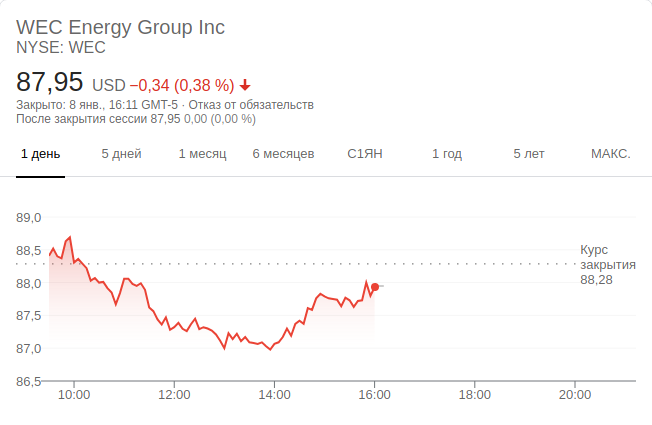 WEC Energy Group Inc
NYSE: WEC
87,95 USD −0,34 (0,38 %)
Закрыто: 8 янв., 16:11 GMT-5 · Отказ от обязательств
После закрытия сессии 87,95 0,00 (0,00 %)
1 день 5 дней 1 месяц 6 месяцев С1ЯН 1 год 5 лет МАКС.
89,0
88,5
88,0
87,5
87,0
86,5
Курс
закрытия
88,28
10:00 12:00 14:00 16:00 18:00 20:00